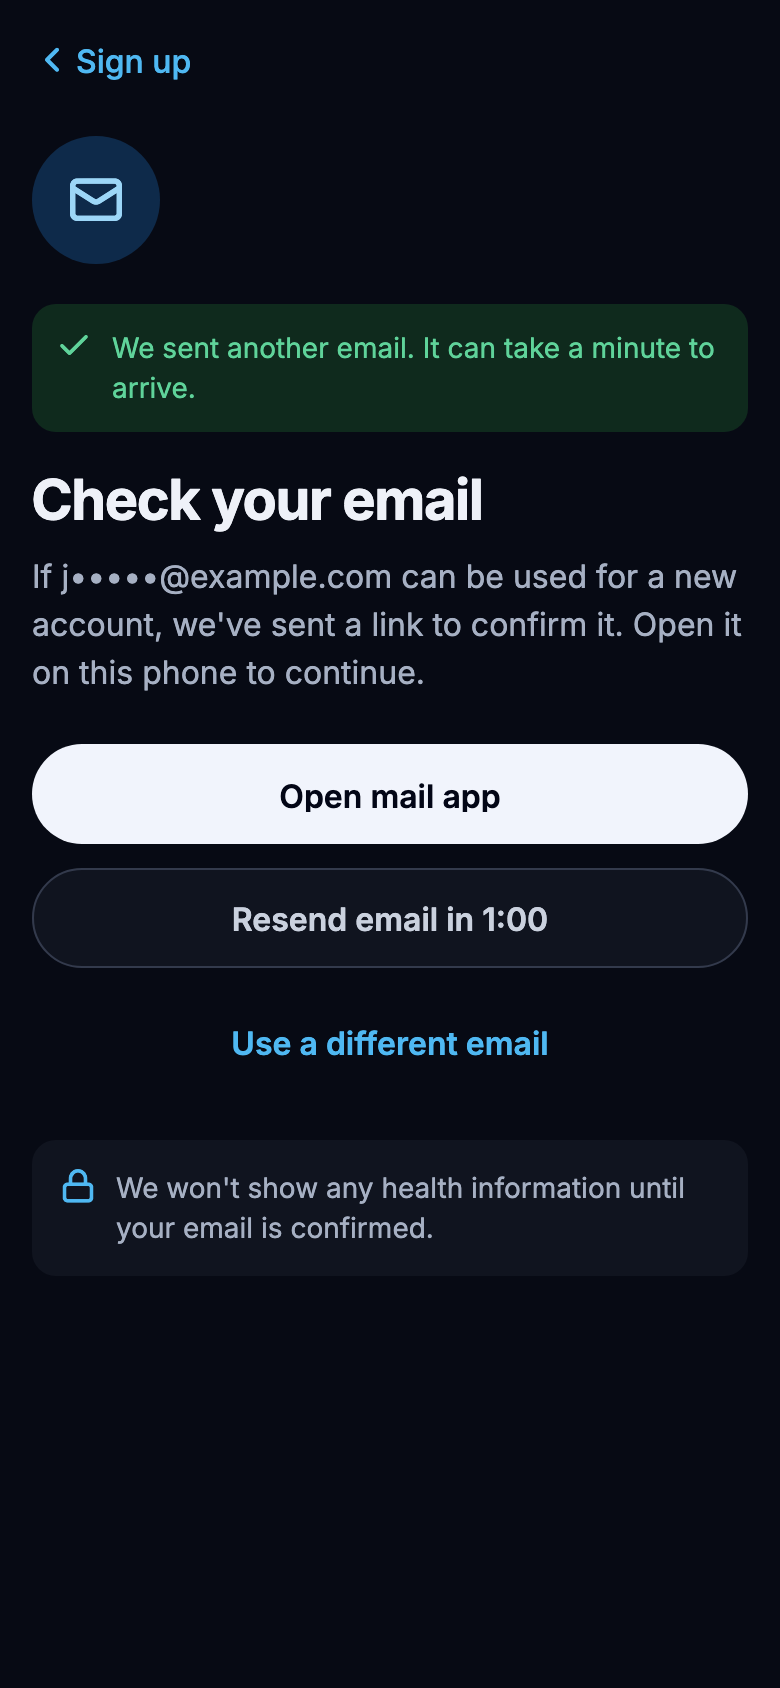 Sign up
We sent another email. It can take a minute to
arrive.
Check your email
If j•••••@example.com can be used for a new
account, we've sent a link to confirm it. Open it
on this phone to continue.
Open mail app
Resend email in 1:00
Use a different email
We won't show any health information until
your email is confirmed.